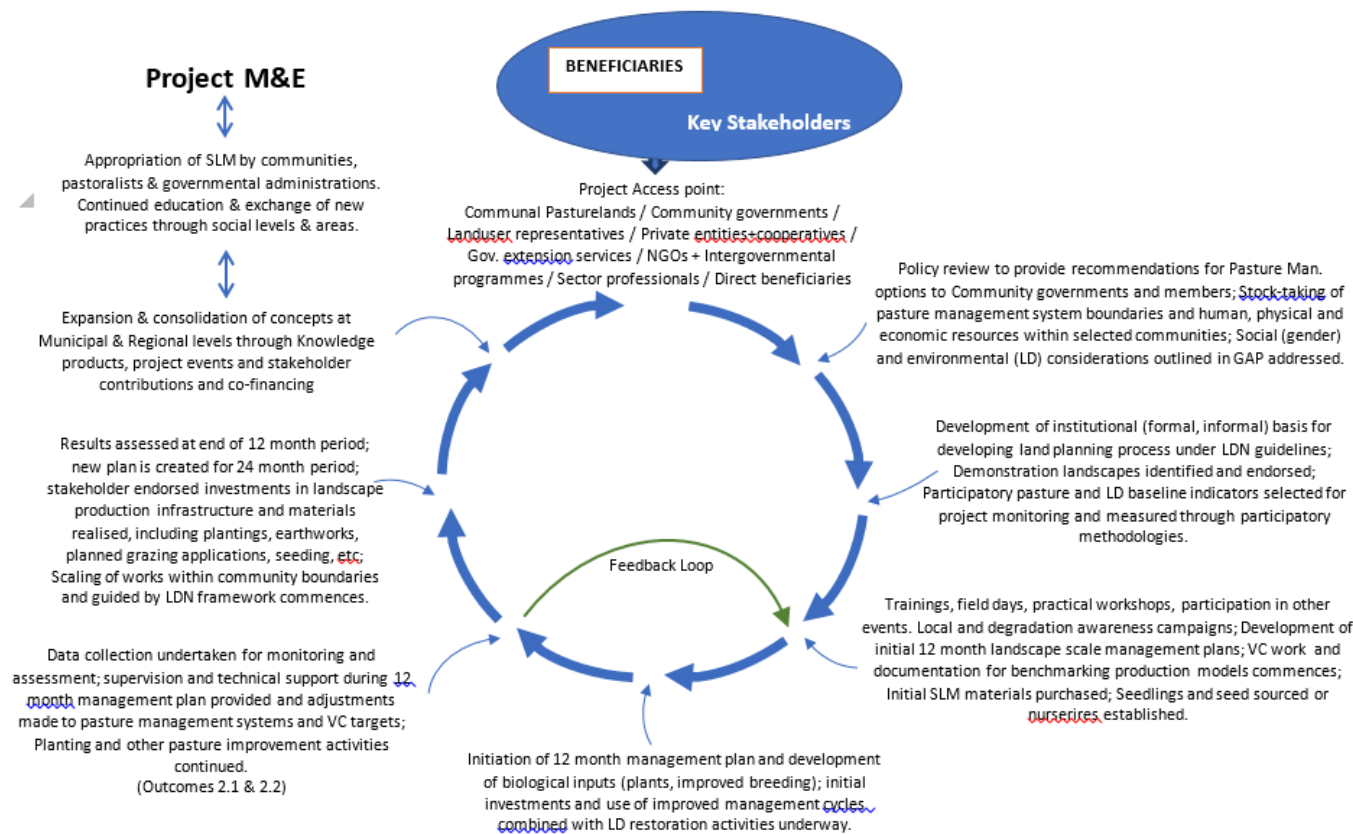 BENEFICIARIES
Key Stakeholders
Project M&E
Appropriation of SLM by communities,
pastoralists & governmental administrations.
Continued education & exchange of new
practices through social levels & areas.
Project Access point:
Communal Pasturelands / Community governments /
Landuser representatives / Private entities+cooperatives /
Gov. extension services / NGOs + Intergovernmental
programmes / Sector professionals / Direct beneficiaries
Policy review to provide recommendations for Pasture Man.
options to Community governments and members; Stock-taking of
pasture management system boundaries and human, physical and
economic resources within selected communities; Social (gender)
and environmental (LD) considerations outlined in GAP addressed.
Expansion & consolidation of concepts at
Municipal & Regional levels through Knowledge
products, project events and stakeholder
contributions and co-financing
Development of institutional (formal, informal) basis for
developing land planning process under LDN guidelines;
Demonstration landscapes identified and endorsed;
Participatory pasture and LD baseline indicators selected for
project monitoring and measured through participatory
methodologies.
Results assessed at end of 12 month period;
new plan is created for 24 month period;
stakeholder endorsed investments in landscape
production infrastructure and materials
realised, including plantings, earthworks,
planned grazing applications, seeding, etc;
Scaling of works within community boundaries
and guided by LDN framework commences.
Feedback Loop
Trainings, field days, practical workshops, participation in other
events. Local and degradation awareness campaigns; Development of
initial 12 month landscape scale management plans; VC work and
documentation for benchmarking production models commences;
Initial SLM materials purchased; Seedlings and seed sourced or
nurserires established.
Data collection undertaken for monitoring and
assessment; supervision and technical support during 12
month management plan provided and adjustments
made to pasture management systems and VC targets;
Planting and other pasture improvement activities
continued.
(Outcomes 2.1 & 2.2)
Initiation of 12 month management plan and development
of biological inputs (plants, improved breeding); initial
investments and use of improved management cycles
combined with LD restoration activities underway.